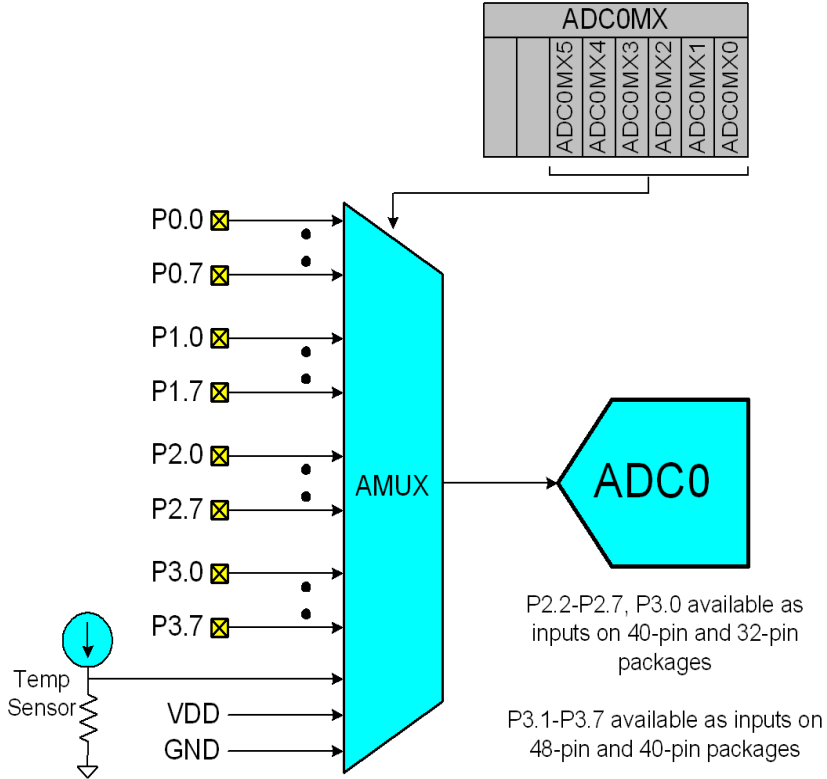 ADC0MX
ADC0MX5
ADC0MX4
ADC0MX3
ADC0MX2
ADC0MX1
ADC0MX0
P0.0
P0.7
P1.0
P1.7
P2.0
P2.7
P3.0
P3.7
Temp
Sensor
VDD
GND
AMUX
ADC0
P2.2-P2.7, P3.0 available as
inputs on 40-pin and 32-pin
packages
P3.1-P3.7 available as inputs on
48-pin and 40-pin packages